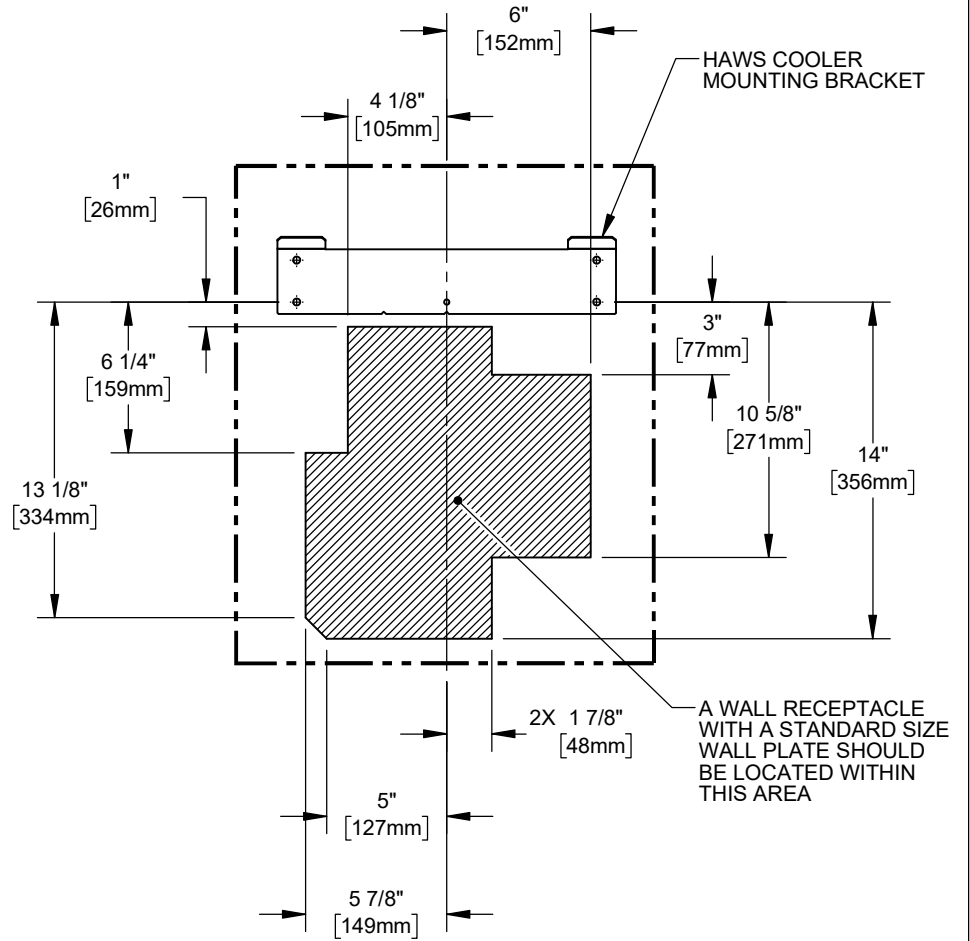 6"
[152mm]
HAWS COOLER
MOUNTING BRACKET
4 1/8"
[105mm]
1"
[26mm]
3"
[77mm]
6 1/4"
[159mm]
10 5/8"
[271mm]
14"
[356mm]
13 1/8"
[334mm]
A WALL RECEPTACLE
WITH A STANDARD SIZE
WALL PLATE SHOULD
BE LOCATED WITHIN
THIS AREA
2X 1 7/8"
[48mm]
5"
[127mm]
5 7/8"
[149mm]